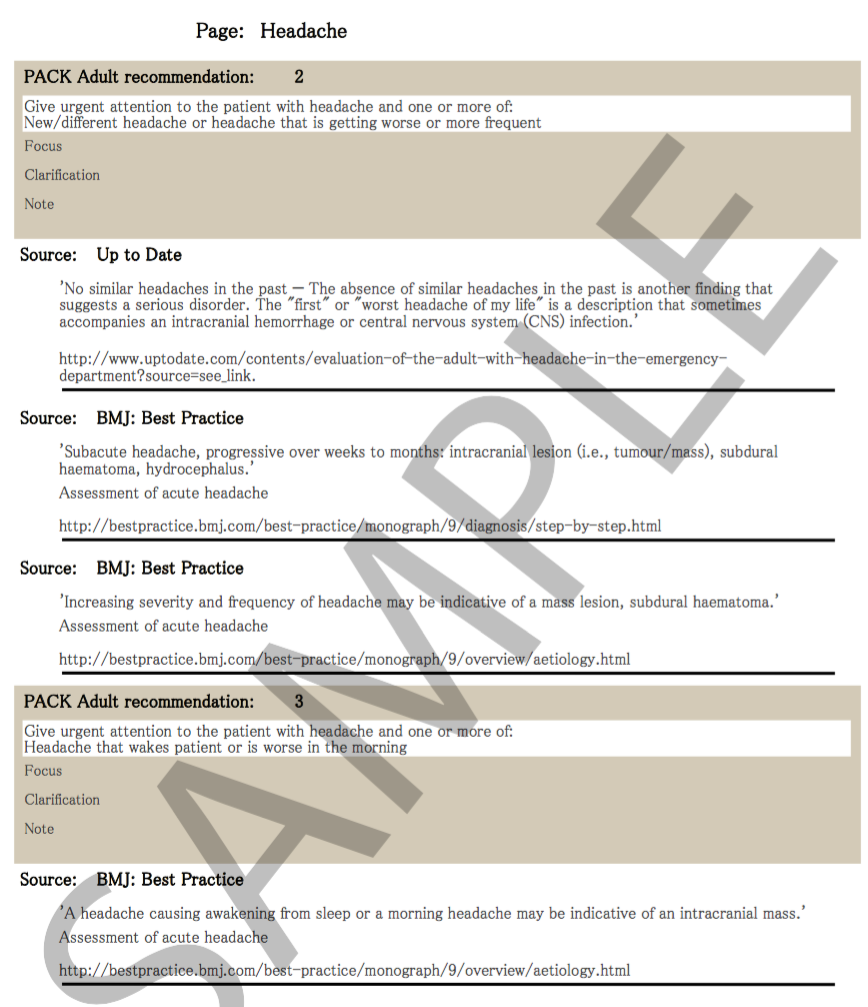 Page: Headache
PACK Adult recommendation: 2
Give urgent attention to the patient with headache and one or more of:
New/different headache or headache that is getting worse or more frequent
Focus
Clarification
Note
Source: Up to Date
'No similar headaches in the past — The absence of similar headaches in the past is another finding that
suggests a serious disorder. The "first" or "worst headache of my life" is a description that sometimes
accompanies an intracranial hemorrhage or central nervous system (CNS) infection.'
http://www.uptodate.com/contents/evaluation-of-the-adult-with-headache-in-the-emergency-
department?source=see_link.
Source: BMJ: Best Practice
'Subacute headache, progressive over weeks to months: intracranial lesion (i.e., tumour/mass), subdural
haematoma, hydrocephalus.'
Assessment of acute headache
http://bestpractice.bmj.com/best-practice/monograph/9/diagnosis/step-by-step.html
Source: BMJ: Best Practice
'Increasing severity and frequency of headache may be indicative of a mass lesion, subdural haematoma.'
Assessment of acute headache
http://bestpractice.bmj.com/best-practice/monograph/9/overview/aetiology.html
PACK Adult recommendation: 3
Give urgent attention to the patient with headache and one or more of:
Headache that wakes patient or is worse in the morning
Focus
Clarification
Note
Source: BMJ: Best Practice
'A headache causing awakening from sleep or a morning headache may be indicative of an intracranial mass.'
Assessment of acute headache
http://bestpractice.bmj.com/best-practice/monograph/9/overview/aetiology.html
SAMPLE